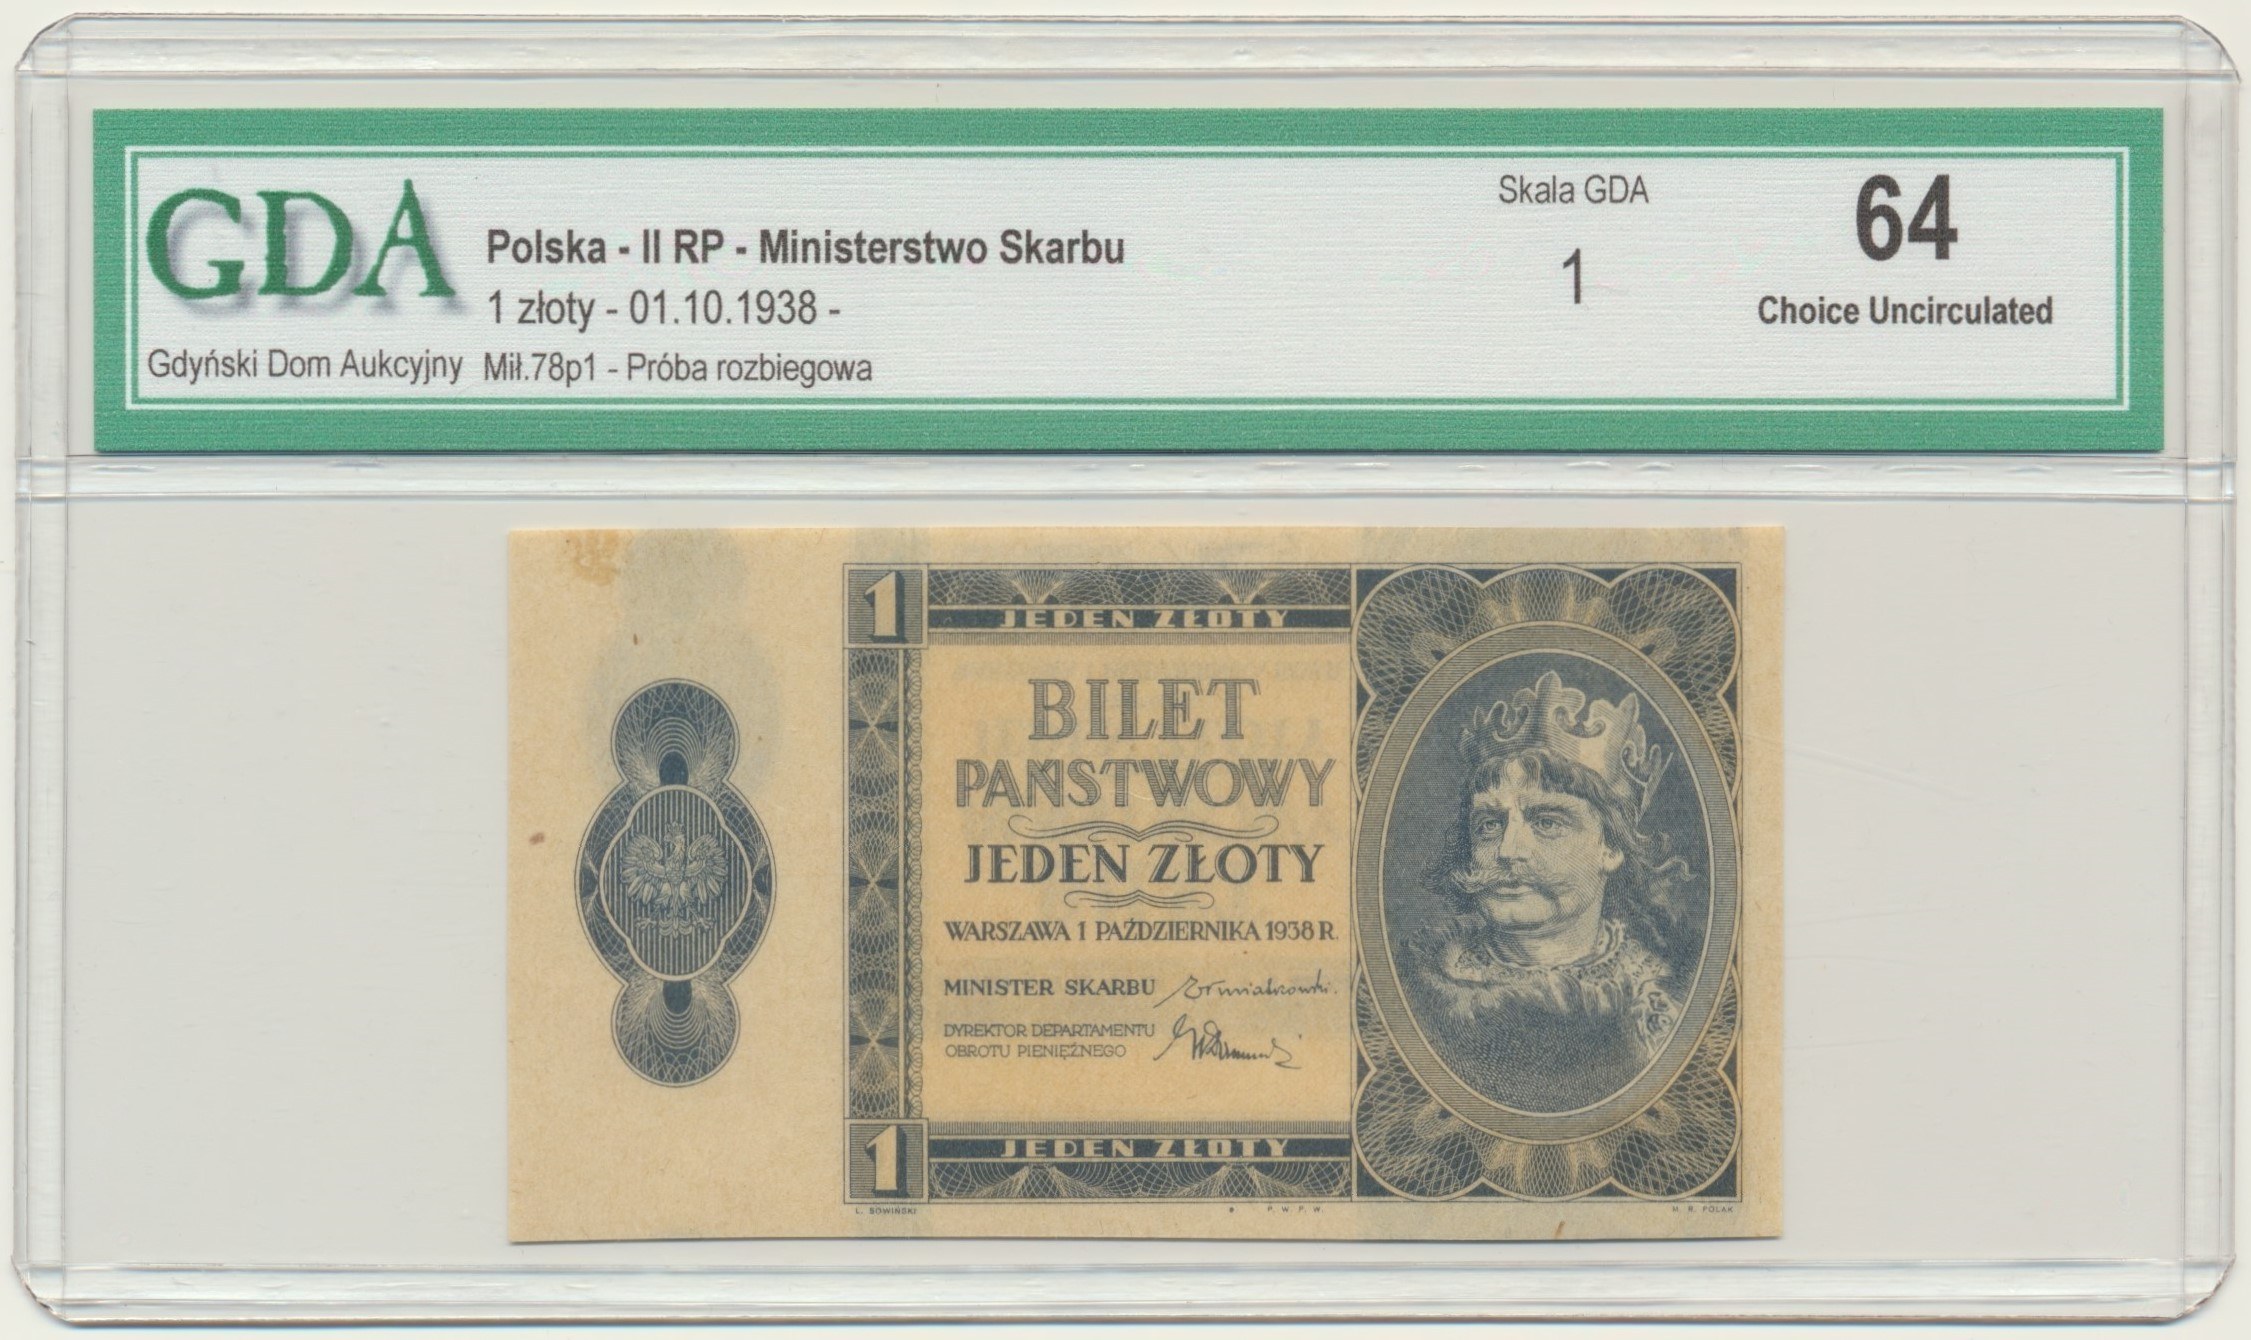 GDA
Gdyński Dom Aukcyjny
Polska - II RP - Ministerstwo Skarbu
1 złoty - 01.10.1938 -
Mił.78p1 - Próba rozbiegowa
Skala GDA
1
64
Choice Uncirculated
1
JEDEN ZŁOTY
BILET
PAŃSTWOWY
JEDEN ZŁOTY
WARSZAWA 1 PAŹDZIERNIKA 1938 R.
MINISTER SKARBU
DYREKTOR DEPARTAMENTU
OBROTU PIENIĘŻNEGO
1
JEDEN ZŁOTY
L. SOWIŃSKI
P. W. P. W.
M. R. POLAK